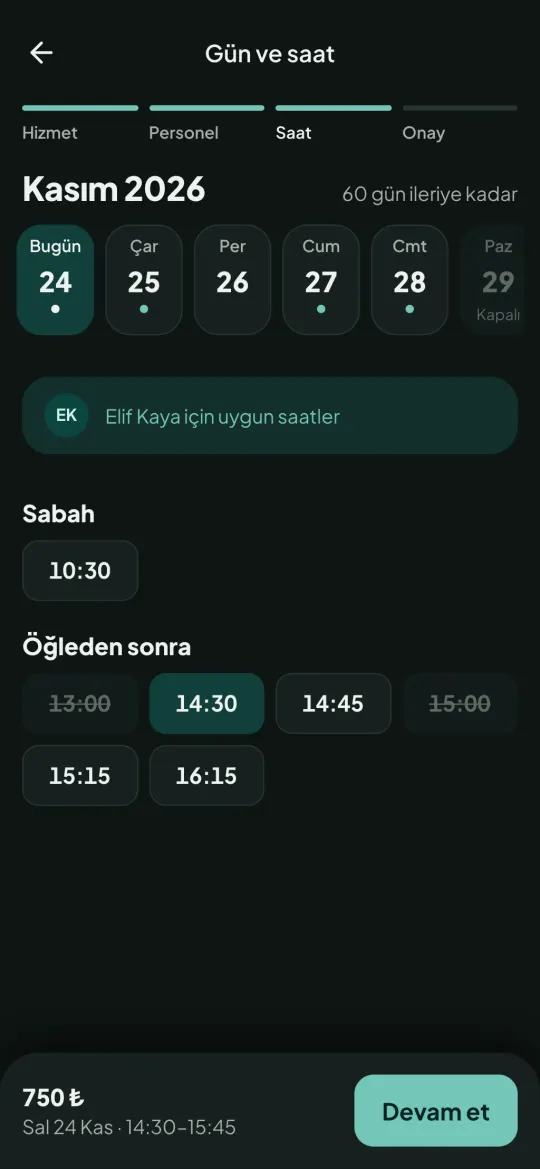 Gün ve saat
Hizmet Personel Saat Onay
Kasım 2026 60 gün ileriye kadar
Bugün Çar Per Cum Cmt Paz
24 25 26 27 28 29
Kapalı
EK Elif Kaya için uygun saatler
Sabah
10:30
Öğleden sonra
13:00 14:30 14:45 15:00
15:15 16:15
750 ₺
Sal 24 Kas · 14:30–15:45
Devam et